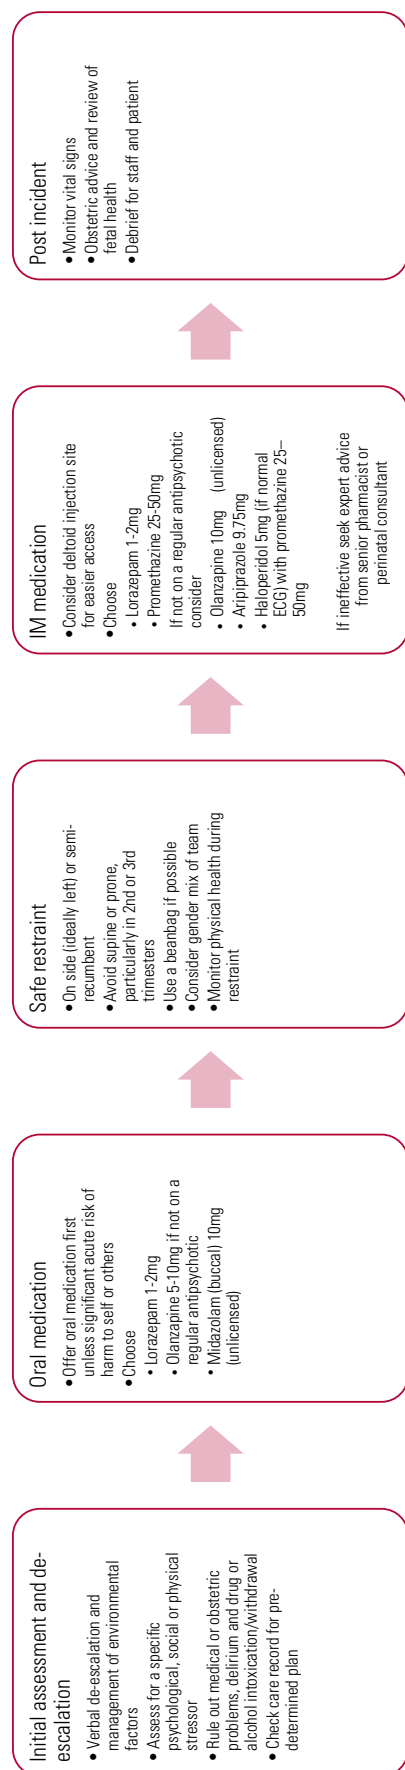 Initial assessment and de-
escalation
• Verbal de-escalation and
management of environmental
factors
• Assess for a specific
psychological, social or physical
stressor
• Rule out medical or obstetric
problems, delirium and drug or
alcohol intoxication/withdrawal
• Check care record for pre-
determined plan
Oral medication
• Offer oral medication first
unless significant acute risk of
harm to self or others
• Choose
• Lorazepam 1-2mg
• Olanzapine 5-10mg if not on a
regular antipsychotic
• Midazolam (buccal) 10mg
(unlicensed)
Safe restraint
• On side (ideally left) or semi-
recumbent
• Avoid supine or prone,
particularly in 2nd or 3rd
trimesters
• Use a beanbag if possible
• Consider gender mix of team
• Monitor physical health during
restraint
IM medication
• Consider deltoid injection site
for easier access
• Choose
• Lorazepam 1-2mg
• Promethazine 25-50mg
If not on a regular antipsychotic
consider
• Olanzapine 10mg (unlicensed)
• Aripiprazole 9.75mg
• Haloperidol 5mg (if normal
ECG) with promethazine 25–
50mg
If ineffective seek expert advice
from senior pharmacist or
perinatal consultant
Post incident
• Monitor vital signs
• Obstetric advice and review of
fetal health
• Debrief for staff and patient